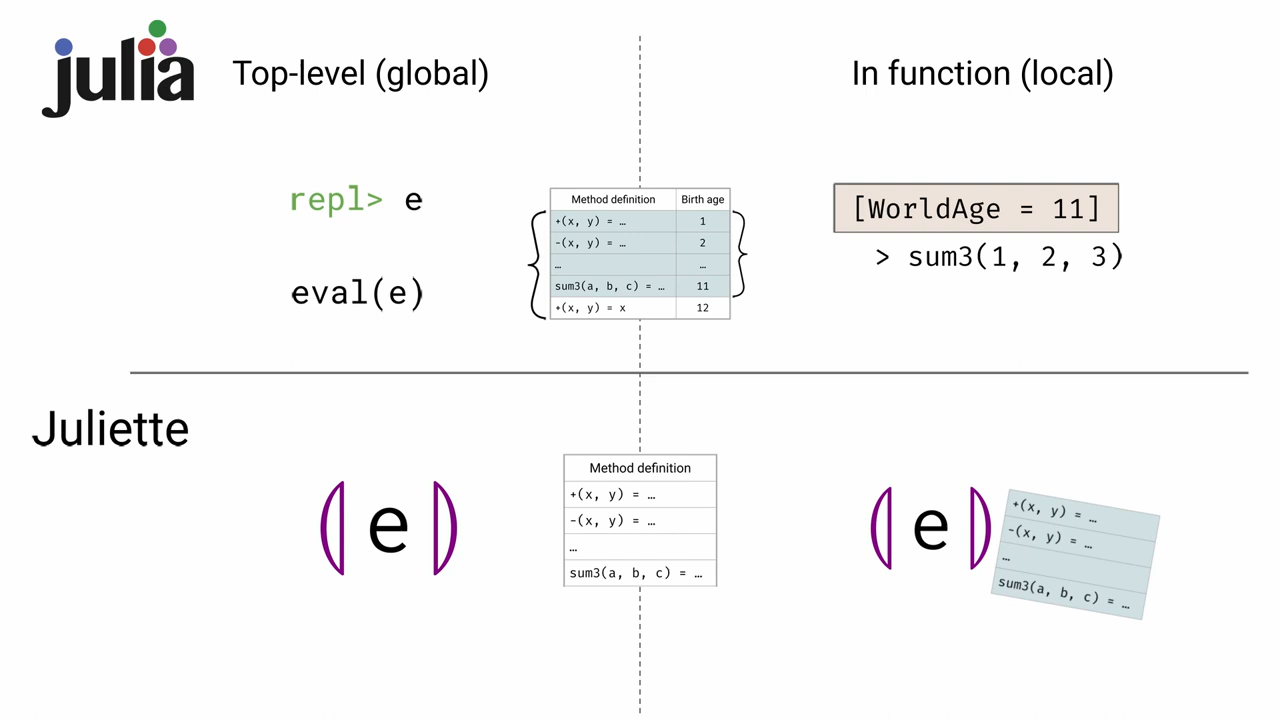 julia
Top-level (global)
In function (local)
repl> e
eval(e)
Method definition Birth age
+(x, y) = … 1
-(x, y) = … 2
… …
sum3(a, b, c) = … 11
+(x, y) = x 12
[WorldAge = 11]
> sum3(1, 2, 3)
Juliette
⦇ e ⦈
Method definition
+(x, y) = …
-(x, y) = …
…
sum3(a, b, c) = …
⦇ e ⦈
+(x, y) = …
-(x, y) = …
…
sum3(a, b, c) = …